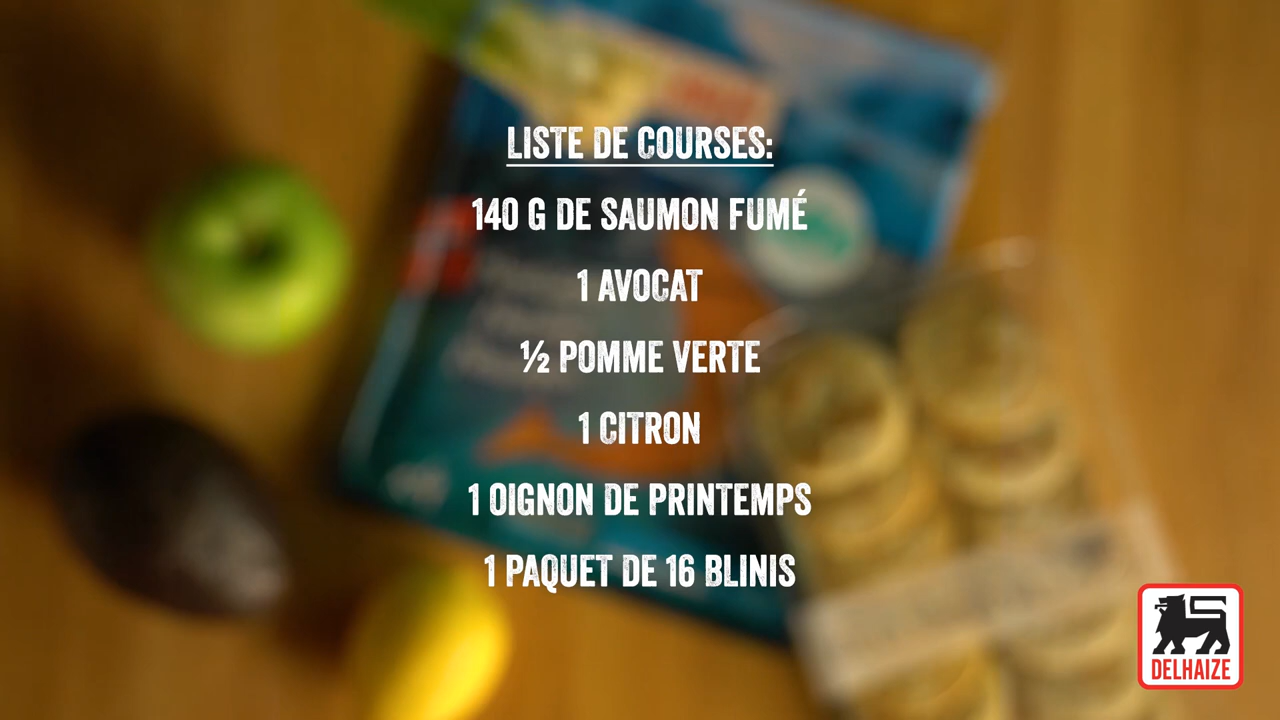 LISTE DE COURSES:
140 G DE SAUMON FUMÉ
1 AVOCAT
½ POMME VERTE
1 CITRON
1 OIGNON DE PRINTEMPS
1 PAQUET DE 16 BLINIS
DELHAIZE